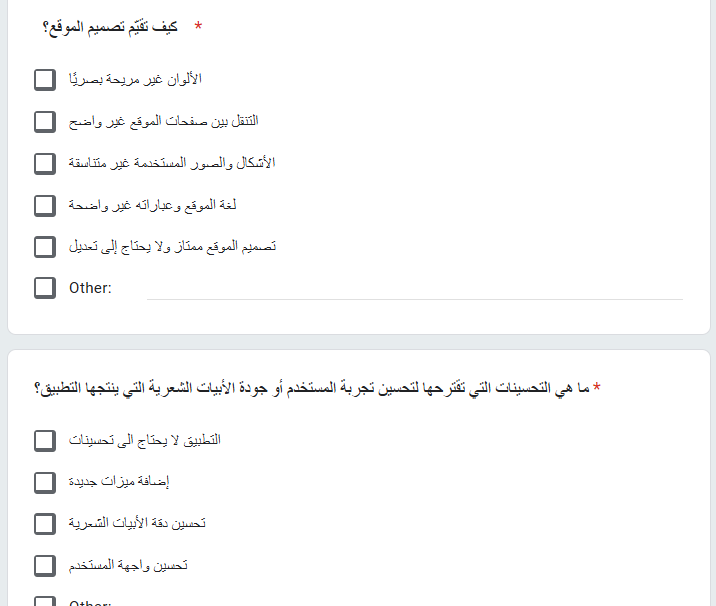 كيف تقيّم تصميم الموقع؟ *
الألوان غير مريحة بصريًا
التنقل بين صفحات الموقع غير واضح
الأشكال والصور المستخدمة غير متناسقة
لغة الموقع وعباراته غير واضحة
تصميم الموقع ممتاز ولا يحتاج إلى تعديل
Other:
* ما هي التحسينات التي تقترحها لتحسين تجربة المستخدم أو جودة الأبيات الشعرية التي ينتجها التطبيق؟
التطبيق لا يحتاج الى تحسينات
إضافة ميزات جديدة
تحسين دقة الأبيات الشعرية
تحسين واجهة المستخدم
Other: